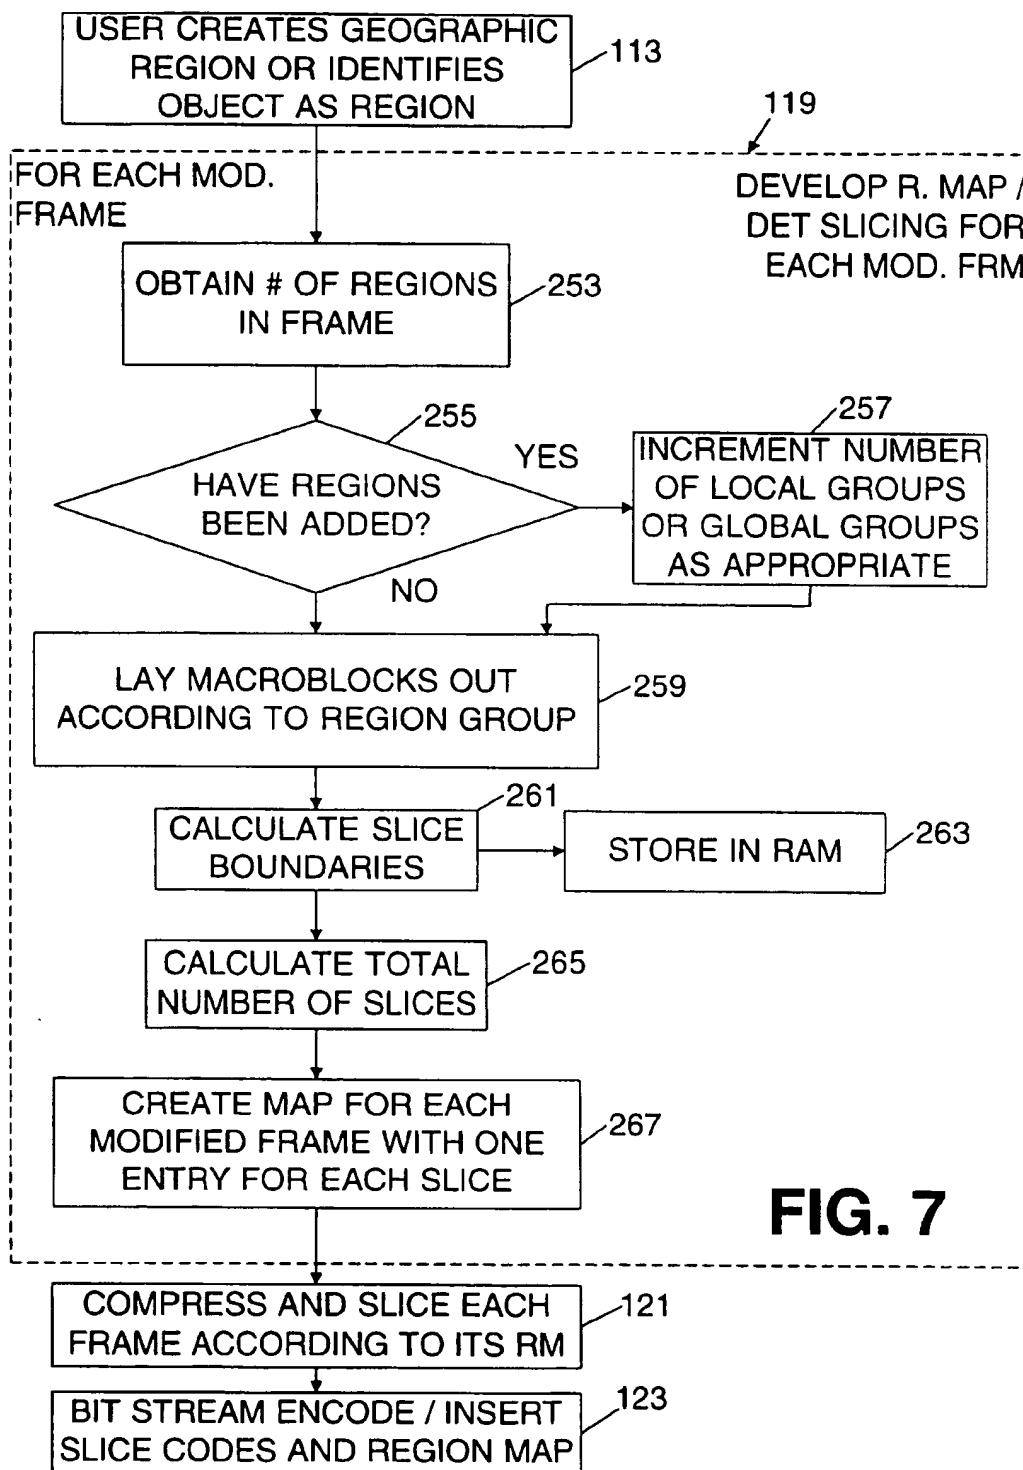 USER CREATES GEOGRAPHIC
REGION OR IDENTIFIES
OBJECT AS REGION
113
119
FOR EACH MOD.
FRAME
DEVELOP R. MAP /
DET SLICING FOR
EACH MOD. FRM
OBTAIN # OF REGIONS
IN FRAME
253
255
HAVE REGIONS
BEEN ADDED?
YES
NO
257
INCREMENT NUMBER
OF LOCAL GROUPS
OR GLOBAL GROUPS
AS APPROPRIATE
LAY MACROBLOCKS OUT
ACCORDING TO REGION GROUP
259
261
CALCULATE SLICE
BOUNDARIES
STORE IN RAM
263
CALCULATE TOTAL
NUMBER OF SLICES
265
CREATE MAP FOR EACH
MODIFIED FRAME WITH ONE
ENTRY FOR EACH SLICE
267
FIG. 7
COMPRESS AND SLICE EACH
FRAME ACCORDING TO ITS RM
121
BIT STREAM ENCODE / INSERT
SLICE CODES AND REGION MAP
123